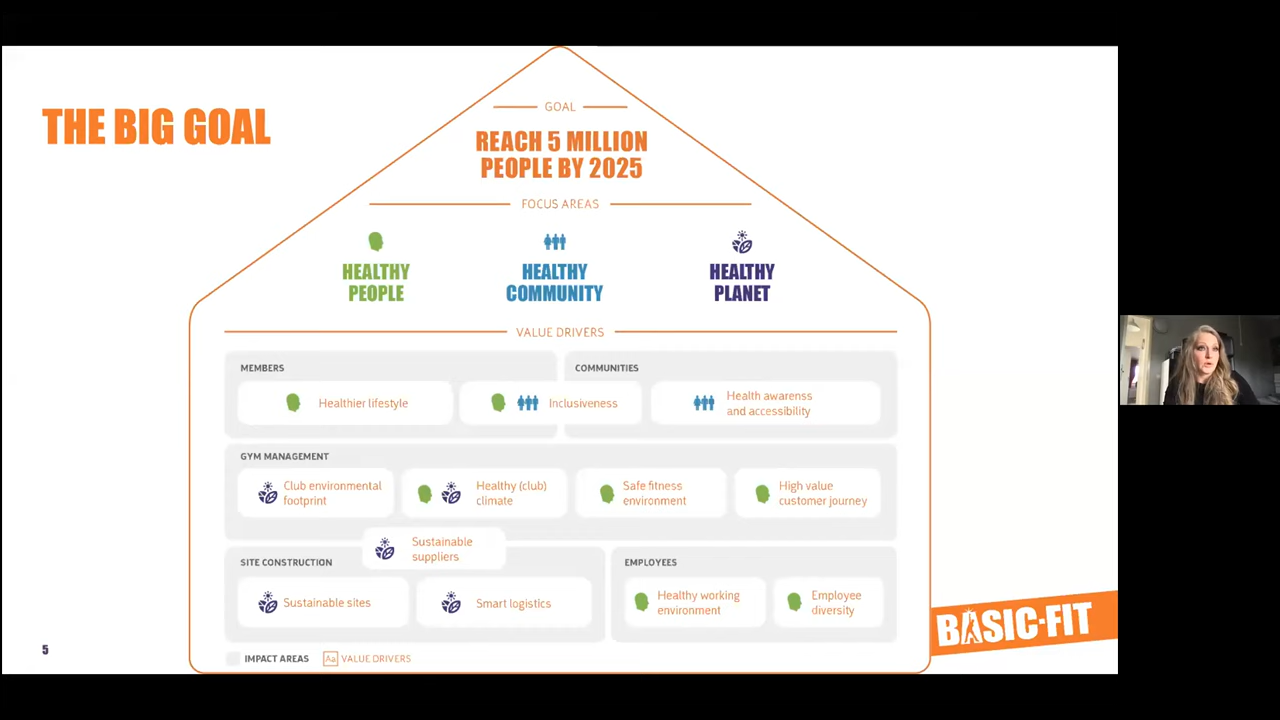 THE BIG GOAL
GOAL
REACH 5 MILLION
PEOPLE BY 2025
FOCUS AREAS
HEALTHY
PEOPLE
HEALTHY
COMMUNITY
HEALTHY
PLANET
VALUE DRIVERS
MEMBERS
Healthier lifestyle
Inclusiveness
COMMUNITIES
Health awarenss
and accessibility
GYM MANAGEMENT
Club environmental
footprint
Healthy (club)
climate
Safe fitness
environment
High value
customer journey
Sustainable
suppliers
SITE CONSTRUCTION
Sustainable sites
Smart logistics
EMPLOYEES
Healthy working
environment
Employee
diversity
IMPACT AREAS
Aa VALUE DRIVERS
5
BASIC-FIT